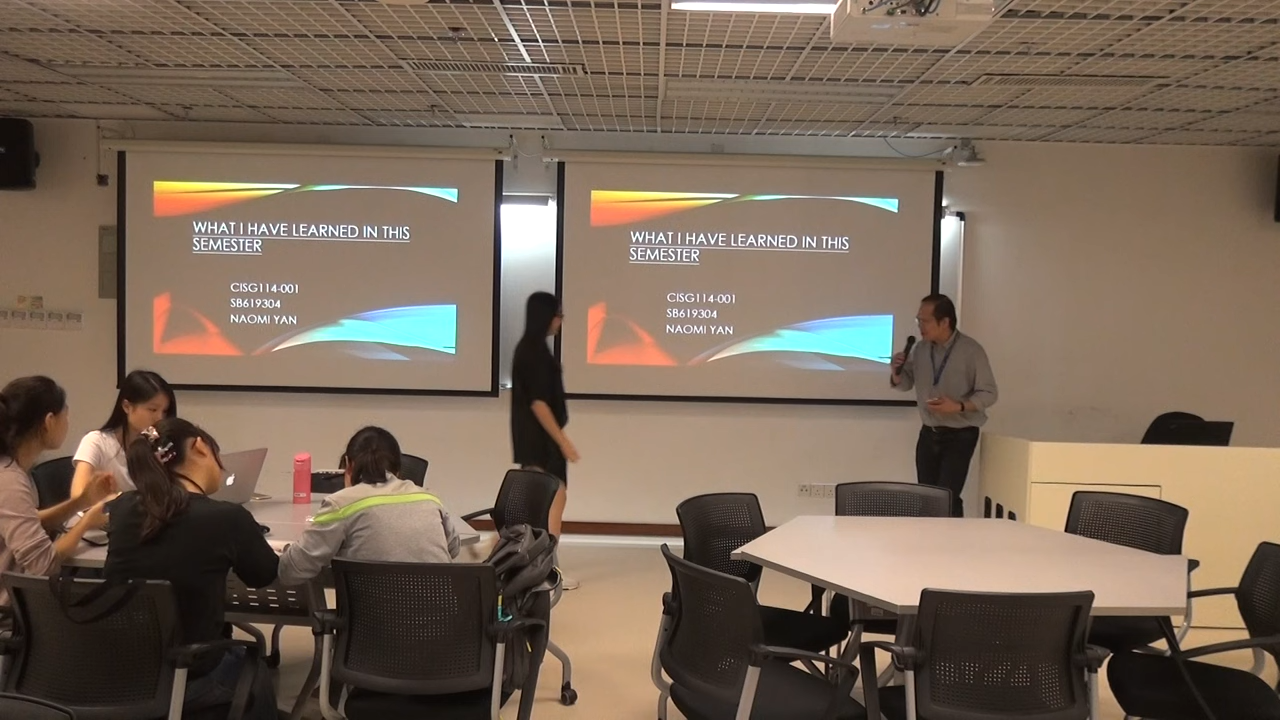 WHAT I HAVE LEARNED IN THIS
SEMESTER
CISG114-001
SB619304
NAOMI YAN
WHAT I HAVE LEARNED IN THIS
SEMESTER
CISG114-001
SB619304
NAOMI YAN